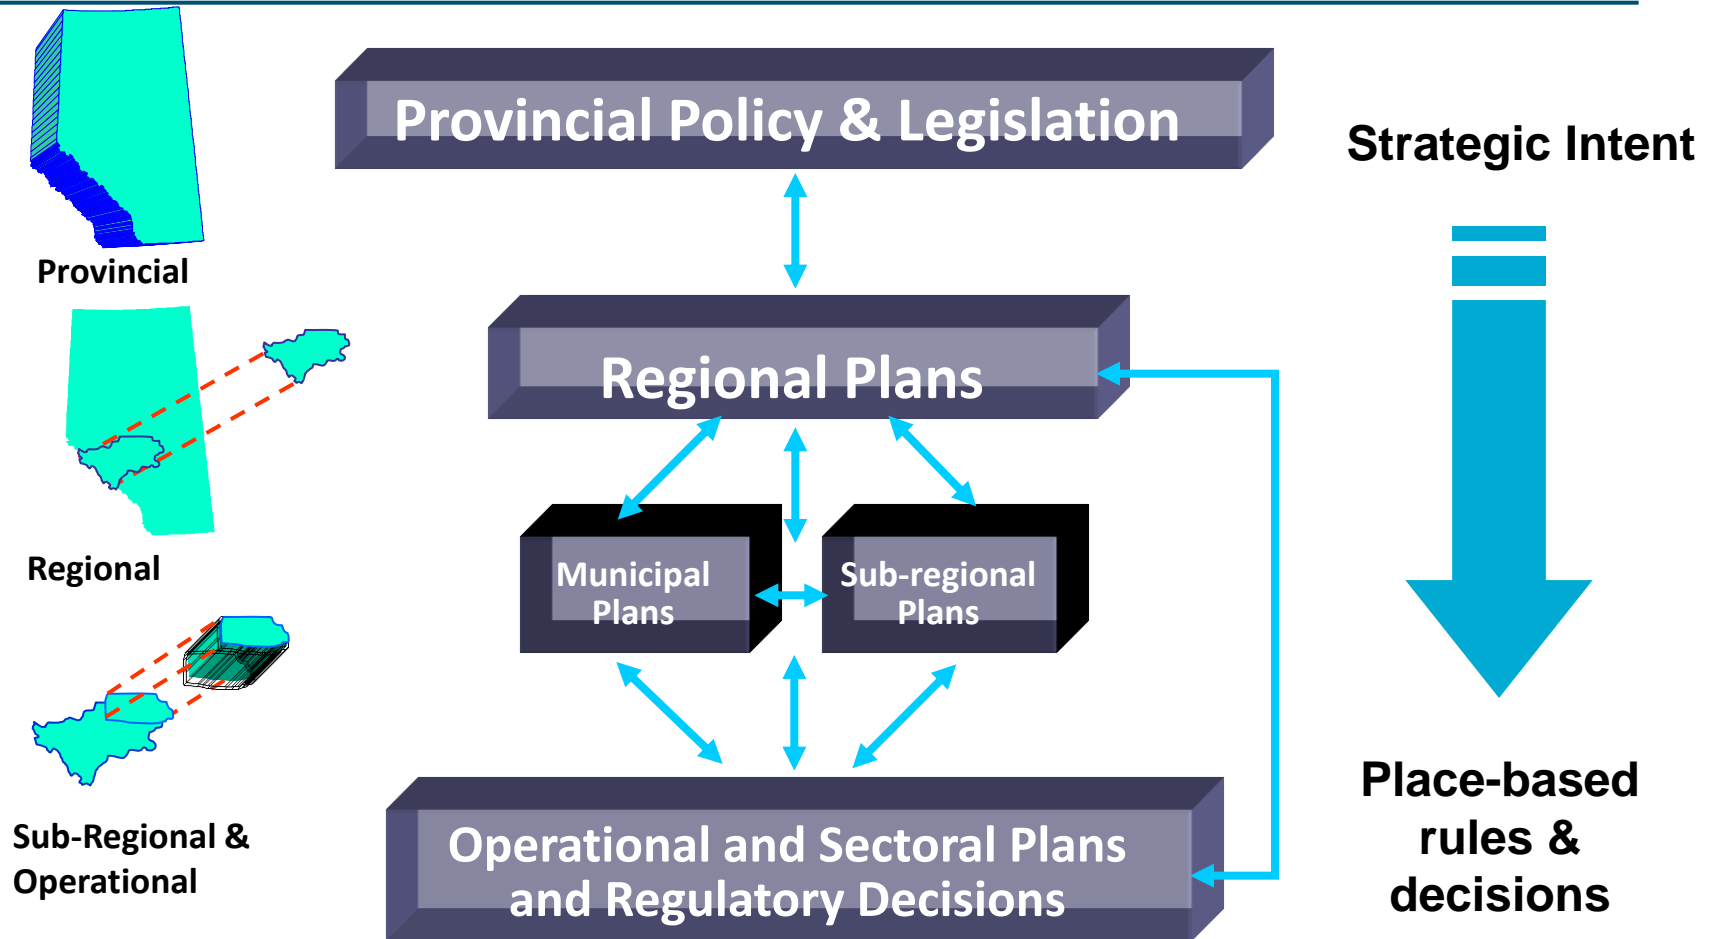 Provincial Policy & Legislation
Strategic Intent
Provincial
Regional Plans
Regional
Municipal
Plans
Sub-regional
Plans
Sub-Regional &
Operational
Operational and Sectoral Plans
and Regulatory Decisions
Place-based
rules &
decisions